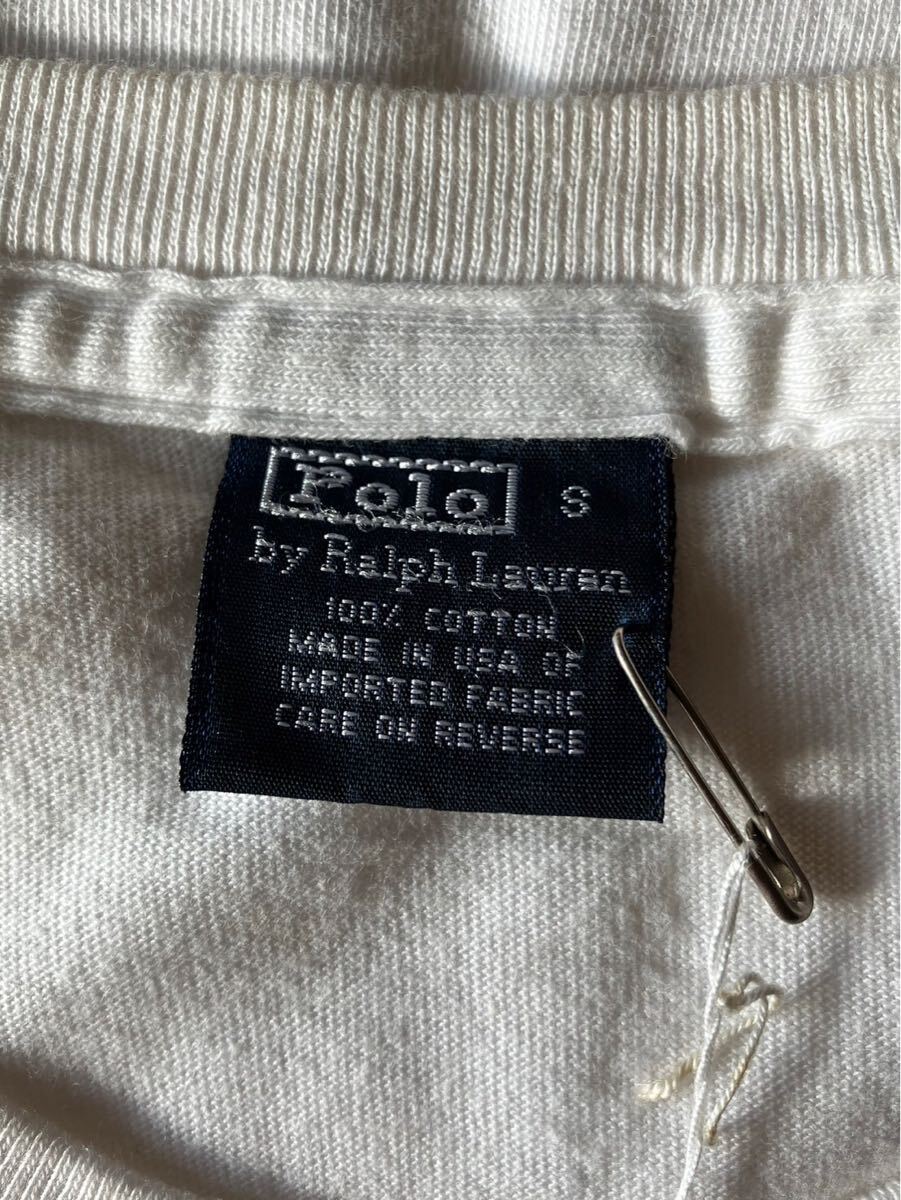 Polo S
by Ralph Lauren
100% COTTON
MADE IN USA OF
IMPORTED FABRIC
CARE ON REVERSE